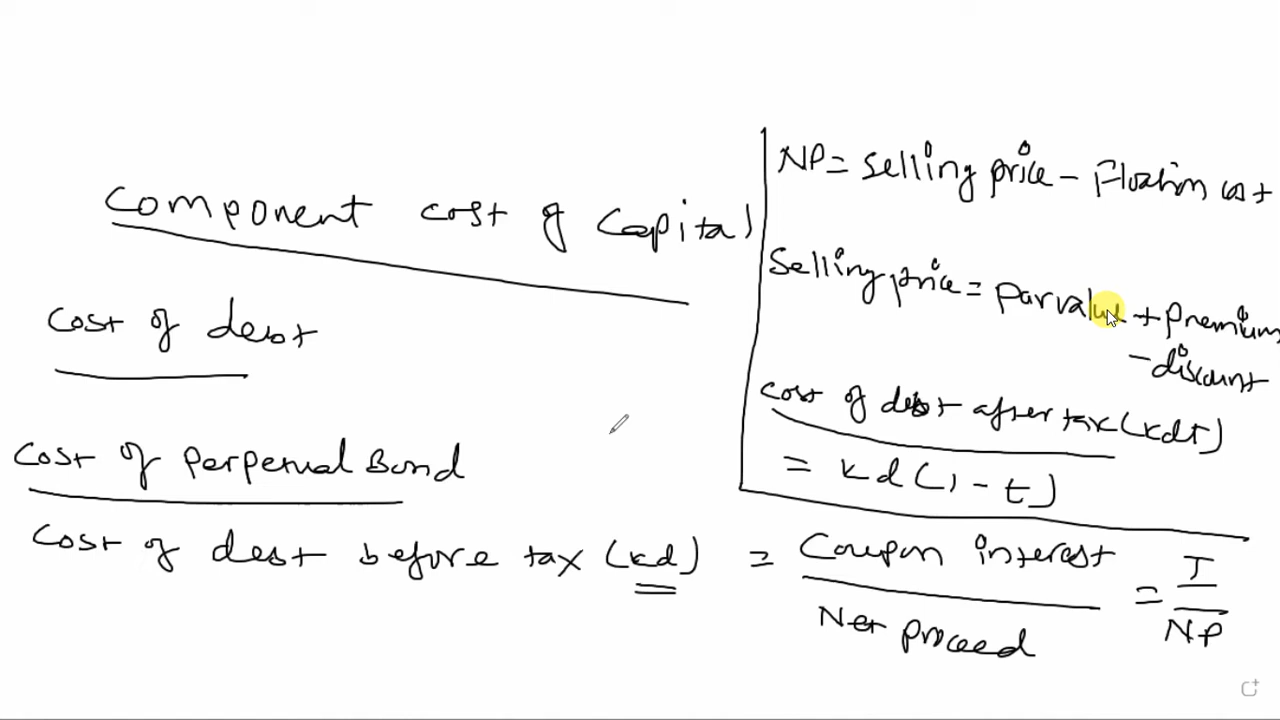 Component cost of Capital
cost of debt
cost of perpetual Bond
cost of debt before tax (kd) = Coupon interest / Net proceed = I / NP
NP = Selling price - Floation cost
Selling price = par value + premium
- discount
cost of debt after tax (kdt)
= kd (1 - t)